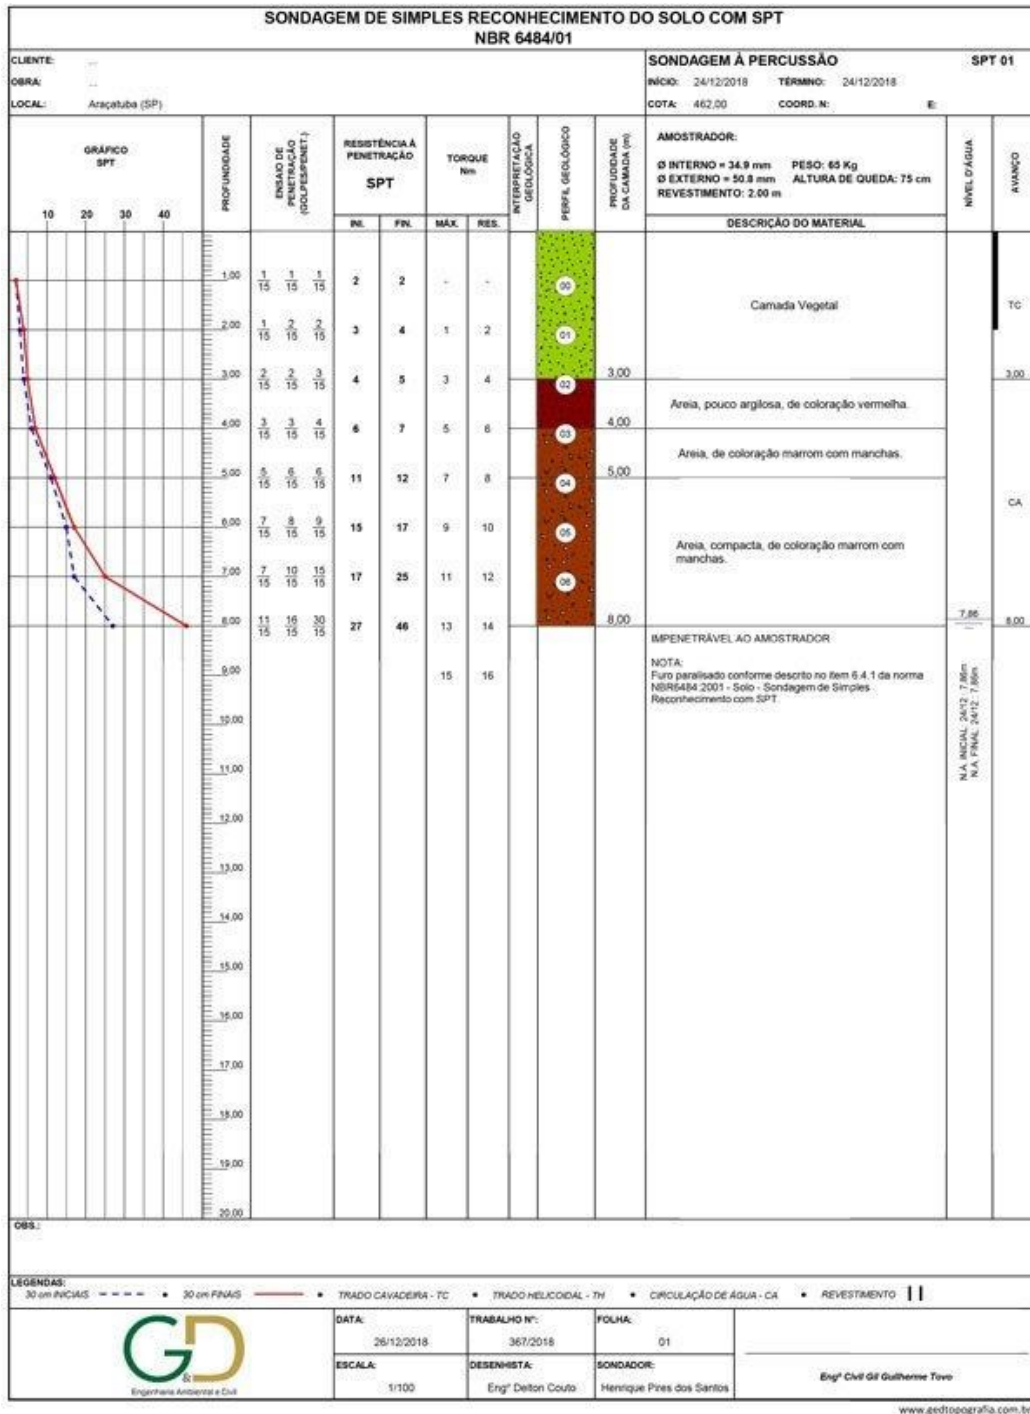 SONDAGEM DE SIMPLES RECONHECIMENTO DO SOLO COM SPT
NBR 6484/01
CLIENTE: ..
OBRA: ..
LOCAL: Araçatuba (SP)
SONDAGEM À PERCUSSÃO SPT 01
INÍCIO: 24/12/2018 TÉRMINO: 24/12/2018
COTA: 462,00 COORD. N: E:
GRÁFICO
SPT
10 20 30 40
PROFUNDIDADE
ENSAIO DE
PENETRAÇÃO
(GOLPES/PENET.)
RESISTÊNCIA À
PENETRAÇÃO
SPT
INI. FIN.
TORQUE
Nm
MÁX. RES.
INTERPRETAÇÃO
GEOLÓGICA
PERFIL GEOLÓGICO
PROFUDIDADE
DA CAMADA (m)
AMOSTRADOR:
Ø INTERNO = 34.9 mm PESO: 65 Kg
Ø EXTERNO = 50.8 mm ALTURA DE QUEDA: 75 cm
REVESTIMENTO: 2.00 m
DESCRIÇÃO DO MATERIAL
NÍVEL D'ÁGUA
AVANÇO
1,00 1/15 1/15 1/15 2 2 - - 00
Camada Vegetal
TC
2,00 1/15 2/15 2/15 3 4 1 2 01
3,00 2/15 2/15 3/15 4 5 3 4 02 3,00 3,00
Areia, pouco argilosa, de coloração vermelha.
4,00 3/15 3/15 4/15 6 7 5 6 03 4,00
Areia, de coloração marrom com manchas.
5,00 5/15 6/15 6/15 11 12 7 8 04 5,00
CA
6,00 7/15 8/15 9/15 15 17 9 10 05
Areia, compacta, de coloração marrom com
manchas.
7,00 7/15 10/15 15/15 17 25 11 12 06
8,00 11/15 16/15 30/15 27 46 13 14 8,00 7,86 8,00
IMPENETRÁVEL AO AMOSTRADOR
9,00 15 16
NOTA:
Furo paralisado conforme descrito no item 6.4.1 da norma
NBR6484:2001 - Solo - Sondagem de Simples
Reconhecimento com SPT.
N.A. INICIAL 24/12 : 7,86m
N.A. FINAL 24/12 : 7,86m
10,00
11,00
12,00
13,00
14,00
15,00
16,00
17,00
18,00
19,00
20,00
OBS.:
LEGENDAS:
30 cm INICIAIS • 30 cm FINAIS • TRADO CAVADEIRA - TC • TRADO HELICOIDAL - TH • CIRCULAÇÃO DE ÁGUA - CA • REVESTIMENTO
G&D
Engenharia Ambiental e Civil
DATA: 26/12/2018
TRABALHO Nº: 367/2018
FOLHA: 01
ESCALA: 1/100
DESENHISTA: Engº Delton Couto
SONDADOR: Henrique Pires dos Santos
Engº Civil Gil Guilherme Tovo
www.gedtopografia.com.br